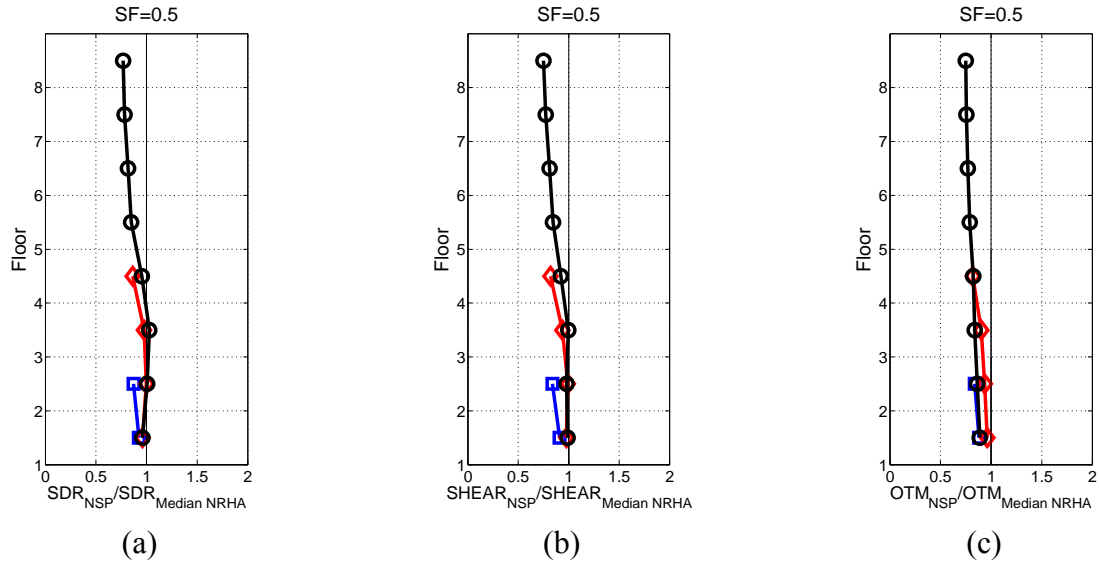 SF=0.5
8
7
6
5
4
3
2
1
Floor
0 0.5 1 1.5 2
SDR_NSP/SDR_Median NRHA
(a)
SF=0.5
8
7
6
5
4
3
2
1
Floor
0 0.5 1 1.5 2
SHEAR_NSP/SHEAR_Median NRHA
(b)
SF=0.5
8
7
6
5
4
3
2
1
Floor
0 0.5 1 1.5 2
OTM_NSP/OTM_Median NRHA
(c)